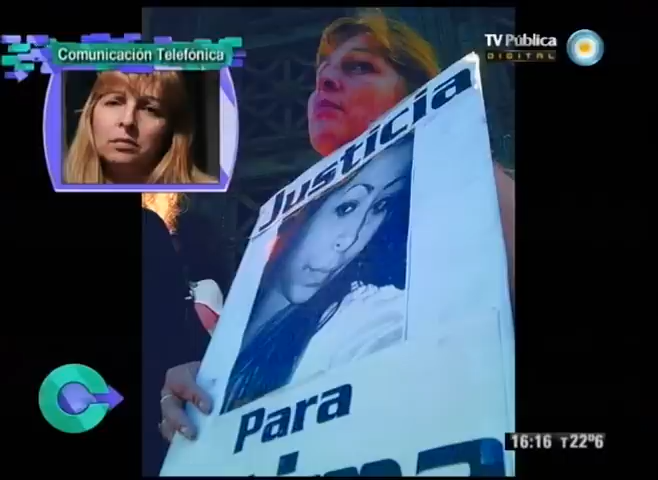 Comunicación Telefónica
TV Pública
DIGITAL
Justicia
Para
16:16 T22º6